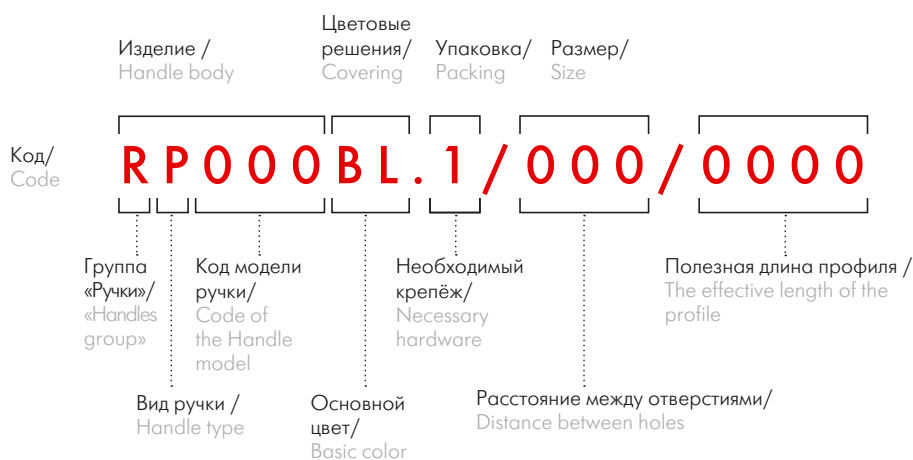 Изделие /
Handle body
Цветовые
решения/
Covering
Упаковка/
Packing
Размер/
Size
Код/
Code
RP000BL.1/000/0000
Группа
«Ручки»/
«Handles
group»
Код модели
ручки/
Code of
the Handle
model
Необходимый
крепёж/
Necessary
hardware
Полезная длина профиля /
The effective length of the
profile
Вид ручки /
Handle type
Основной
цвет/
Basic color
Расстояние между отверстиями/
Distance between holes